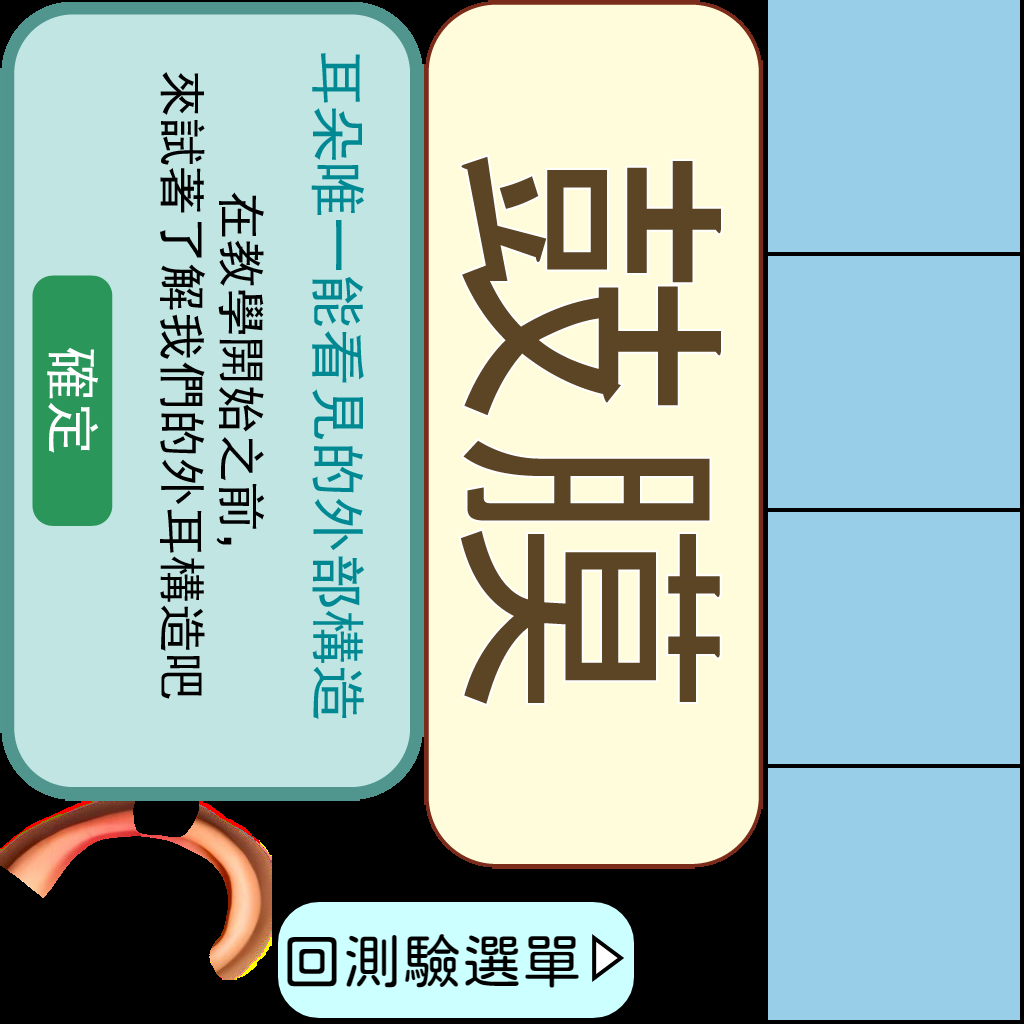 耳朵唯一能看見的外部構造
在教學開始之前，
來試著了解我們的外耳構造吧
確定
鼓膜
回測驗選單